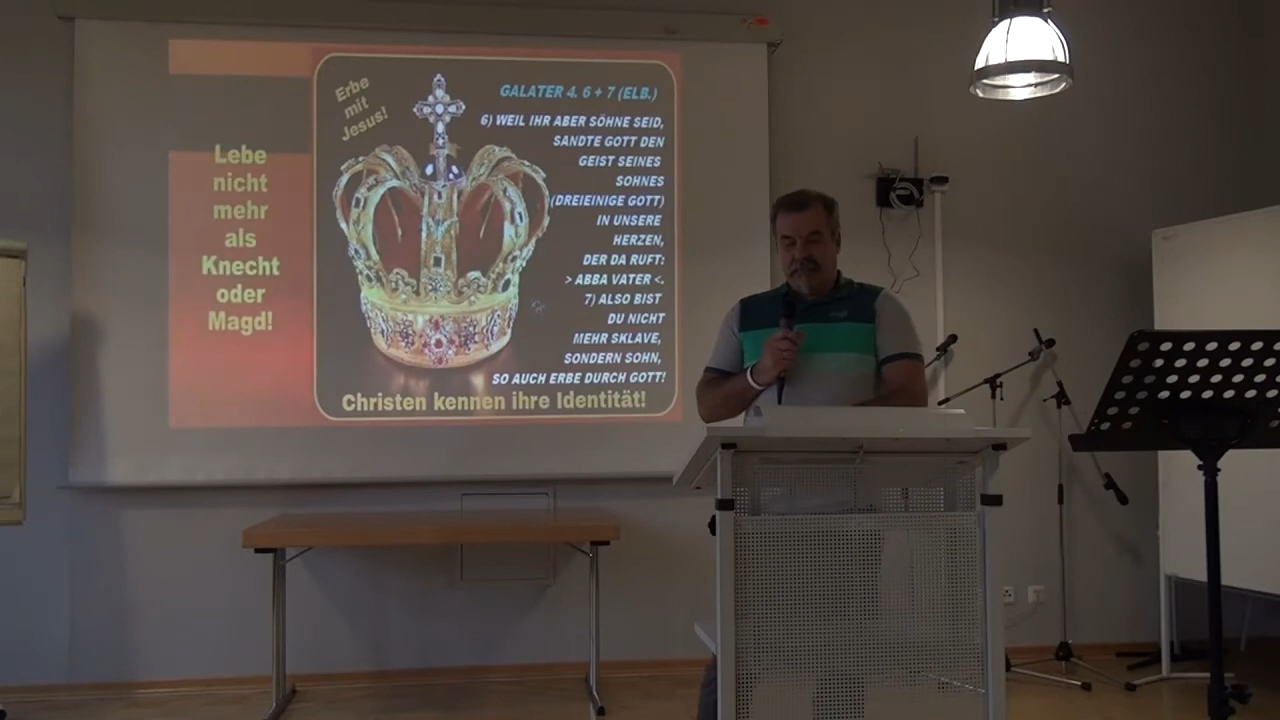 Lebe
nicht
mehr
als
Knecht
oder
Magd!
Erbe
mit
Jesus!
GALATER 4. 6 + 7 (ELB.)
6) WEIL IHR ABER SÖHNE SEID,
SANDTE GOTT DEN
GEIST SEINES
SOHNES
(DREIEINIGE GOTT)
IN UNSERE
HERZEN,
DER DA RUFT:
> ABBA VATER <.
7) ALSO BIST
DU NICHT
MEHR SKLAVE,
SONDERN SOHN,
SO AUCH ERBE DURCH GOTT!
Christen kennen ihre Identität!